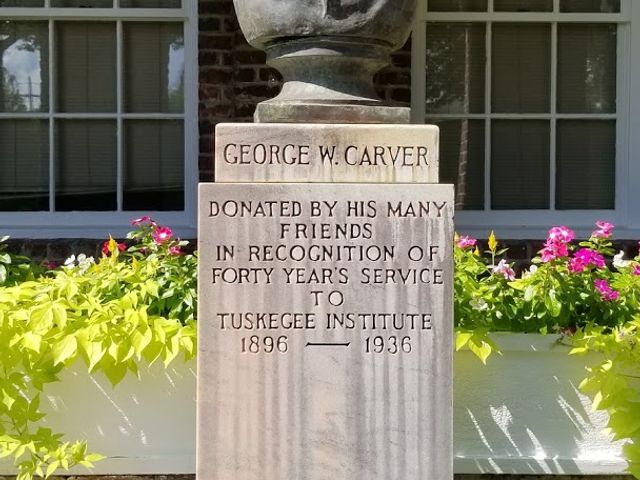 GEORGE W. CARVER
DONATED BY HIS MANY
FRIENDS
IN RECOGNITION OF
FORTY YEAR'S SERVICE
TO
TUSKEGEE INSTITUTE
1896 — 1936